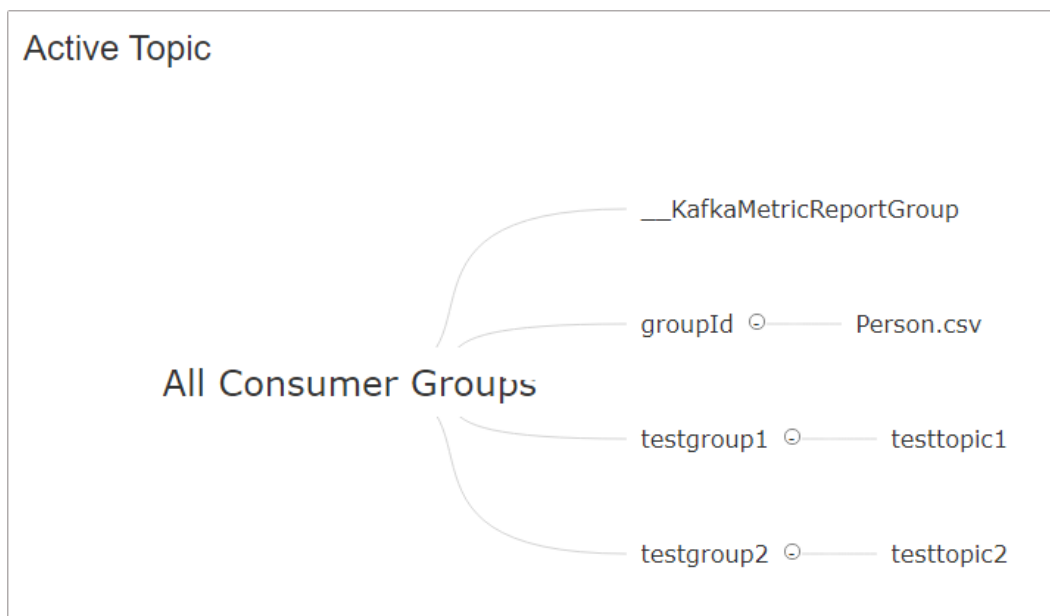 Active Topic
__KafkaMetricReportGroup
groupId - Person.csv
All Consumer Groups
testgroup1 - testtopic1
testgroup2 - testtopic2